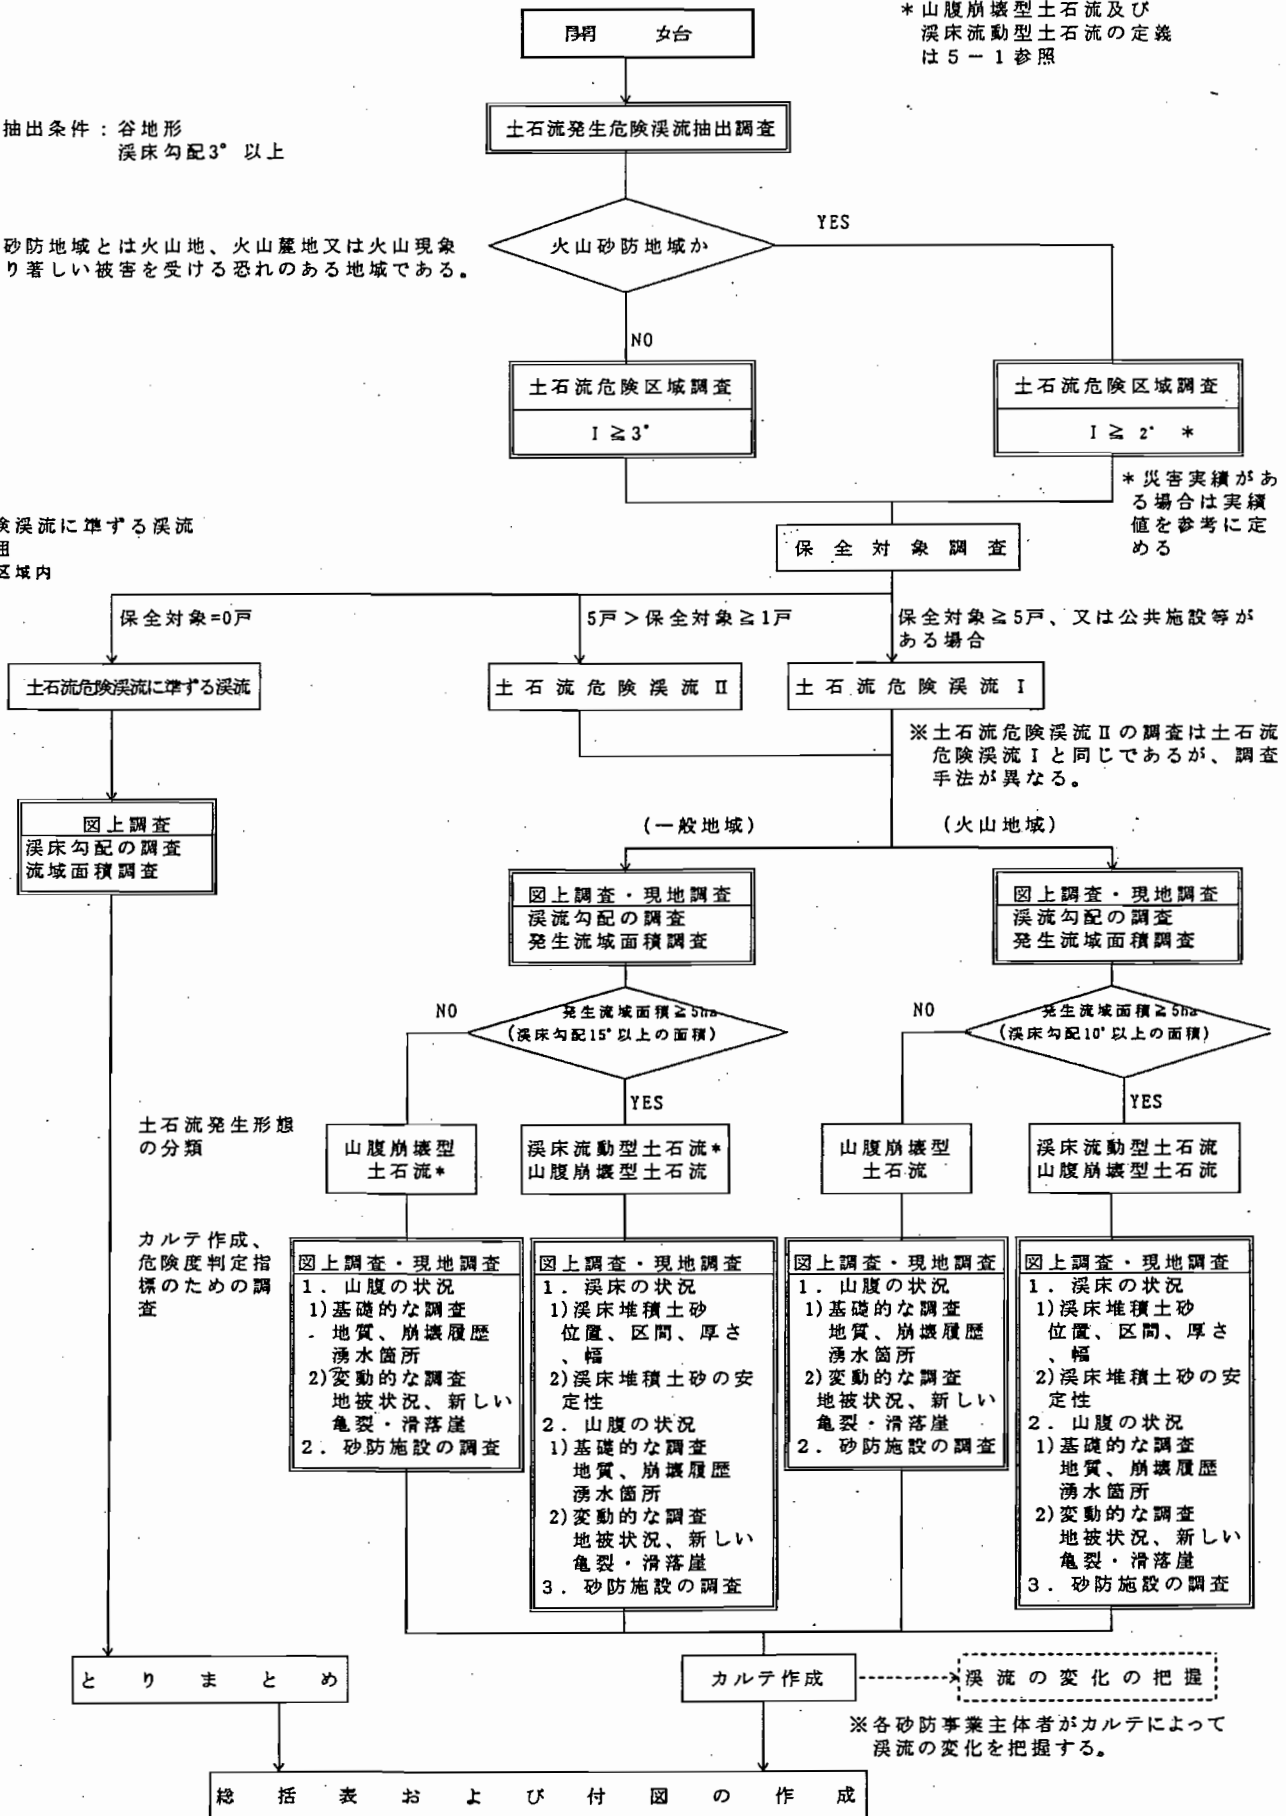 開始
*山腹崩壊型土石流及び
渓床流動型土石流の定義
は5-1参照
土石流発生危険渓流抽出調査
抽出条件:谷地形
渓床勾配3°以上
火山砂防地域か
YES
砂防地域とは火山地、火山麓地又は火山現象
り著しい被害を受ける恐れのある地域である。
NO
土石流危険区域調査
I≧3°
土石流危険区域調査
I≧2° *
*災害実績があ
る場合は実績
値を参考に定
める
険渓流に準ずる渓流
囲
区域内
保全対象調査
保全対象=0戸
5戸>保全対象≧1戸
保全対象≧5戸、又は公共施設等が
ある場合
土石流危険渓流に準ずる渓流
土石流危険渓流Ⅱ
土石流危険渓流Ⅰ
※土石流危険渓流Ⅱの調査は土石流
危険渓流Ⅰと同じであるが、調査
手法が異なる。
図上調査
渓床勾配の調査
流域面積調査
(一般地域)
(火山地域)
図上調査・現地調査
渓流勾配の調査
発生流域面積調査
図上調査・現地調査
渓流勾配の調査
発生流域面積調査
NO
発生流域面積≧5ha
(渓床勾配15°以上の面積)
YES
NO
発生流域面積≧5ha
(渓床勾配10°以上の面積)
YES
土石流発生形態
の分類
山腹崩壊型
土石流*
渓床流動型土石流*
山腹崩壊型土石流
山腹崩壊型
土石流
渓床流動型土石流
山腹崩壊型土石流
カルテ作成、
危険度判定指
標のための調
査
図上調査・現地調査
1.山腹の状況
1)基礎的な調査
地質、崩壊履歴
湧水箇所
2)変動的な調査
地被状況、新しい
亀裂・滑落崖
2.砂防施設の調査
図上調査・現地調査
1.渓床の状況
1)渓床堆積土砂
位置、区間、厚さ
、幅
2)渓床堆積土砂の安
定性
2.山腹の状況
1)基礎的な調査
地質、崩壊履歴
湧水箇所
2)変動的な調査
地被状況、新しい
亀裂・滑落崖
3.砂防施設の調査
図上調査・現地調査
1.山腹の状況
1)基礎的な調査
地質、崩壊履歴
湧水箇所
2)変動的な調査
地被状況、新しい
亀裂・滑落崖
2.砂防施設の調査
図上調査・現地調査
1.渓床の状況
1)渓床堆積土砂
位置、区間、厚さ
、幅
2)渓床堆積土砂の安
定性
2.山腹の状況
1)基礎的な調査
地質、崩壊履歴
湧水箇所
2)変動的な調査
地被状況、新しい
亀裂・滑落崖
3.砂防施設の調査
とりまとめ
カルテ作成
渓流の変化の把握
※各砂防事業主体者がカルテによって
渓流の変化を把握する。
総括表および付図の作成